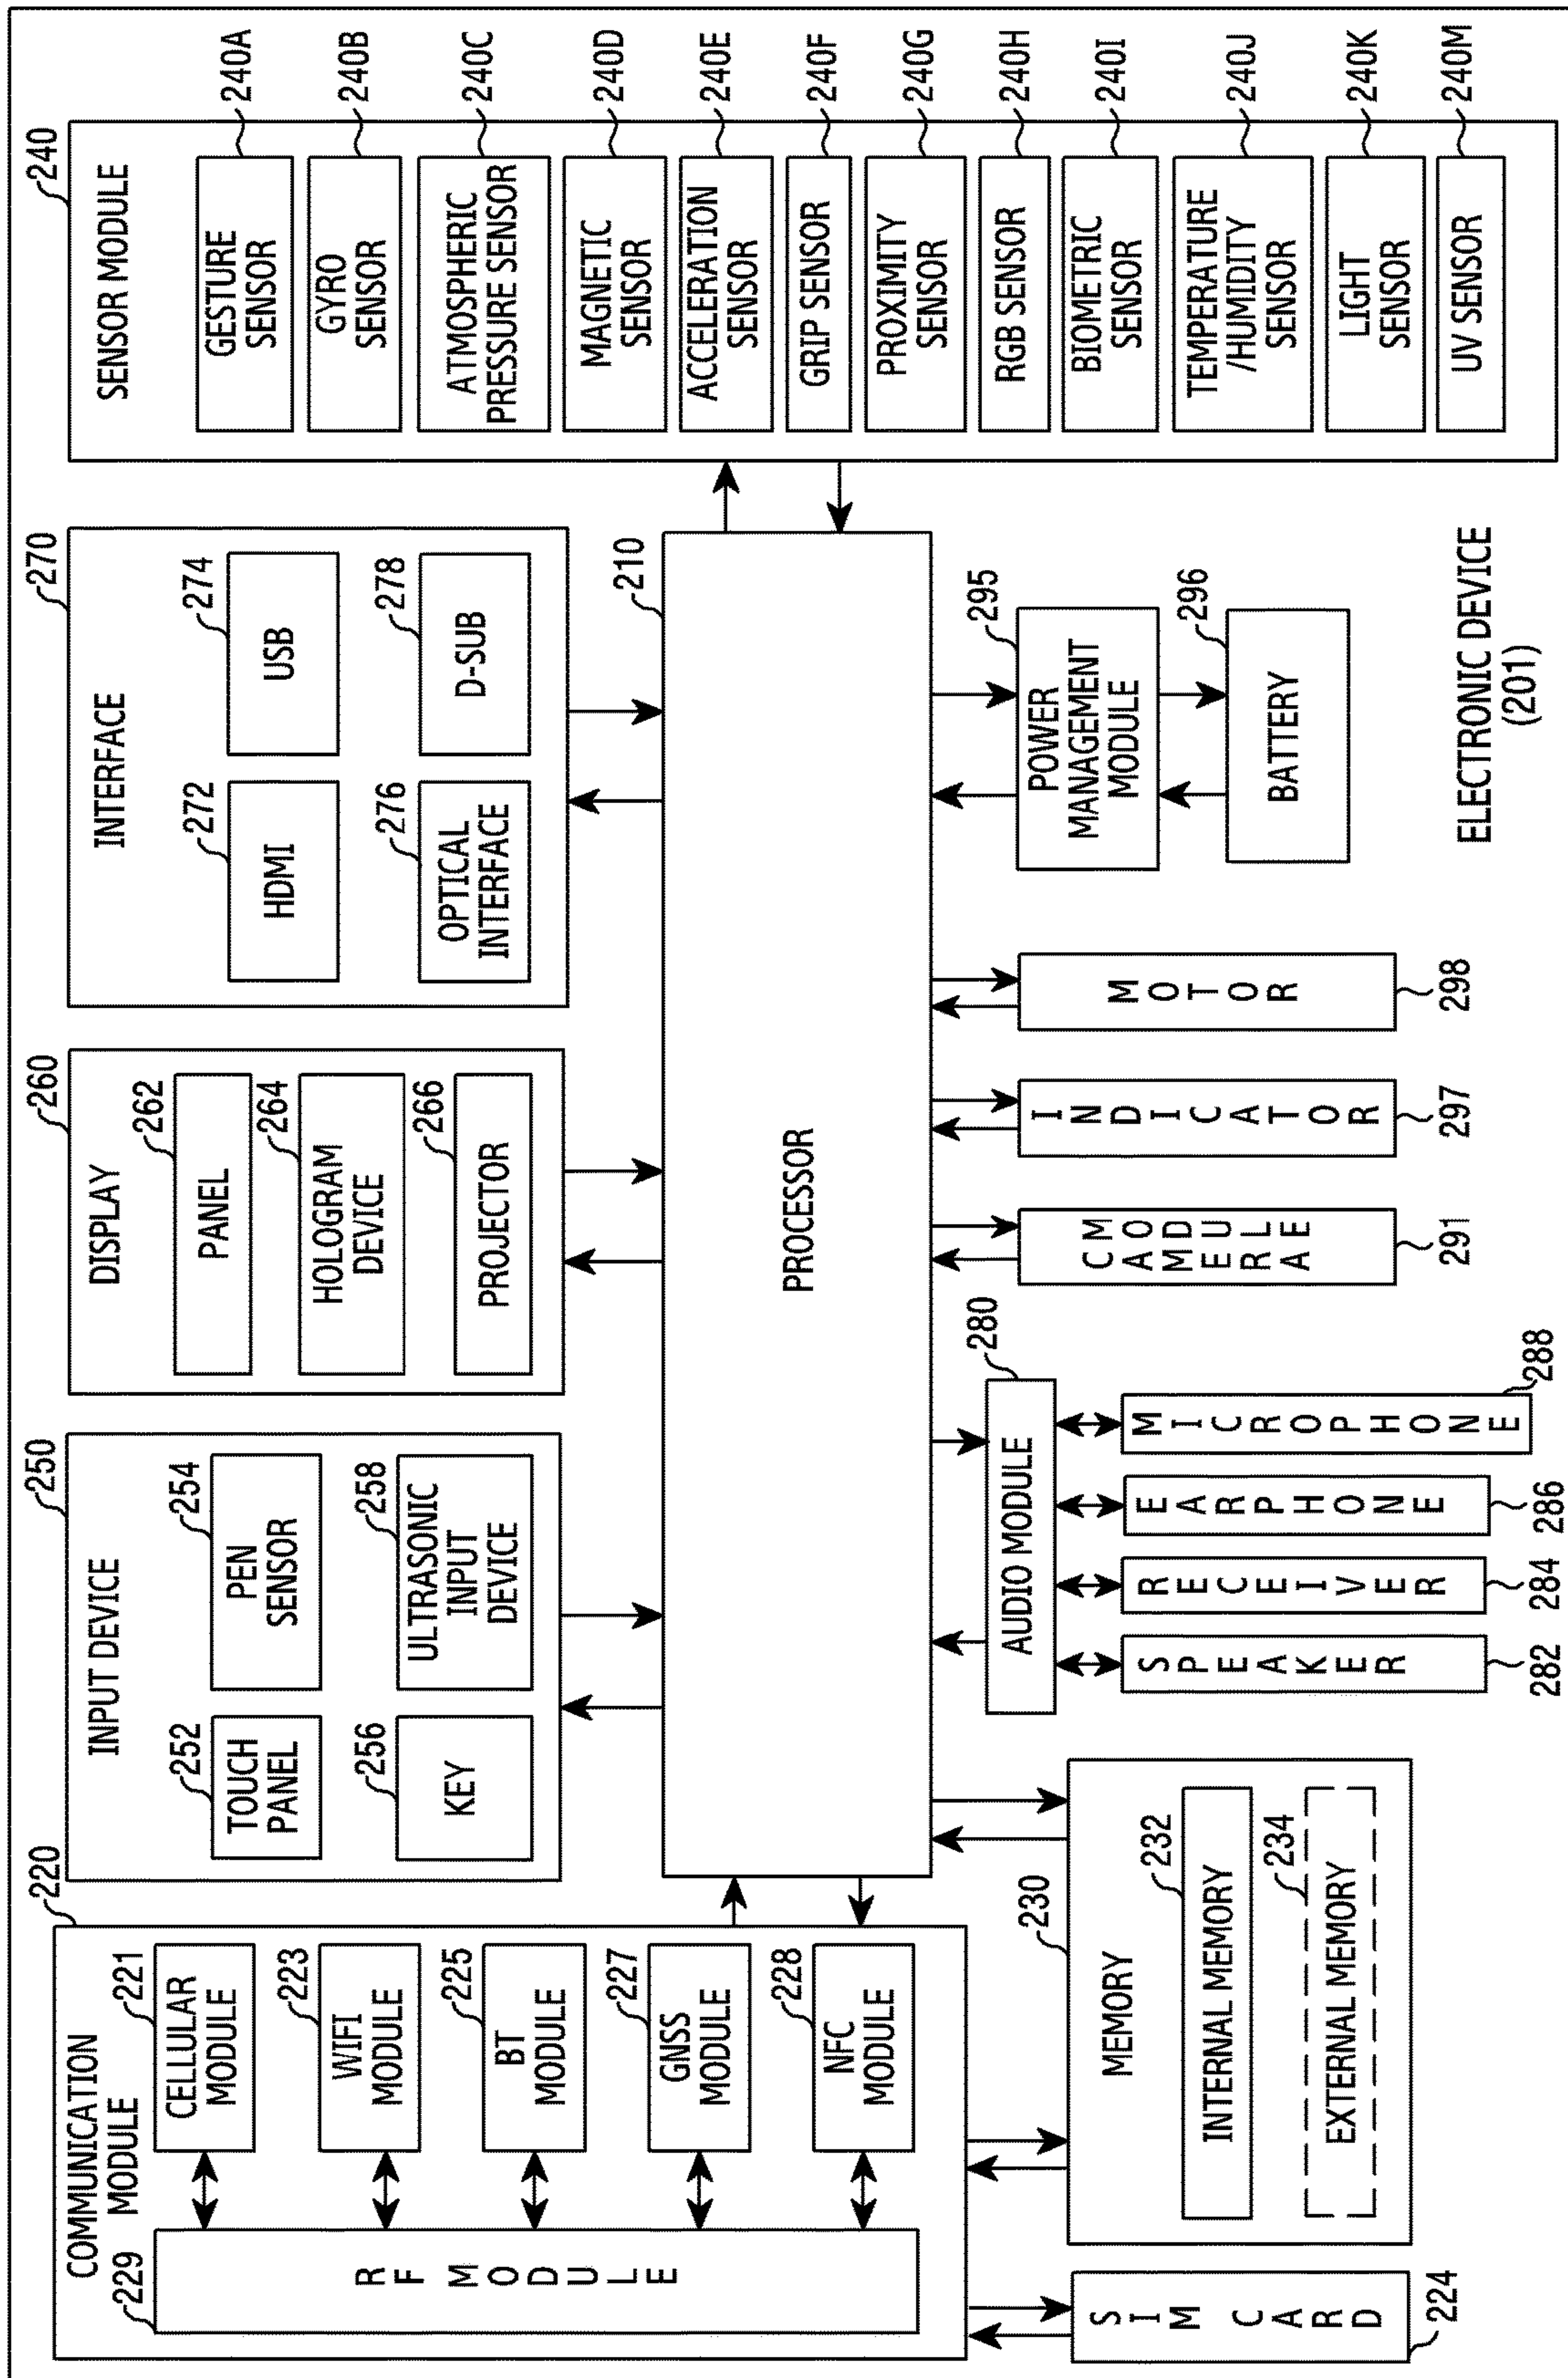 COMMUNICATION
MODULE
220
229
RF MODULE
221
CELLULAR
MODULE
223
WIFI
MODULE
225
BT
MODULE
227
GNSS
MODULE
228
NFC
MODULE
INPUT DEVICE
250
252
TOUCH
PANEL
254
PEN
SENSOR
256
KEY
258
ULTRASONIC
INPUT
DEVICE
DISPLAY
260
262
PANEL
264
HOLOGRAM
DEVICE
266
PROJECTOR
INTERFACE
270
272
HDMI
274
USB
276
OPTICAL
INTERFACE
278
D-SUB
SENSOR MODULE
240
GESTURE
SENSOR
240A
GYRO
SENSOR
240B
ATMOSPHERIC
PRESSURE SENSOR
240C
MAGNETIC
SENSOR
240D
ACCELERATION
SENSOR
240E
GRIP SENSOR
240F
PROXIMITY
SENSOR
240G
RGB SENSOR
240H
BIOMETRIC
SENSOR
240I
TEMPERATURE
/HUMIDITY
SENSOR
240J
LIGHT
SENSOR
240K
UV SENSOR
240M
PROCESSOR
210
SIM CARD
224
MEMORY
230
232
INTERNAL MEMORY
234
EXTERNAL MEMORY
AUDIO MODULE
280
SPEAKER
282
RECEIVER
284
EARPHONE
286
MICROPHONE
288
CAMERA
MODULE
291
INDICATOR
297
MOTOR
298
POWER
MANAGEMENT
MODULE
295
BATTERY
296
ELECTRONIC DEVICE
(201)